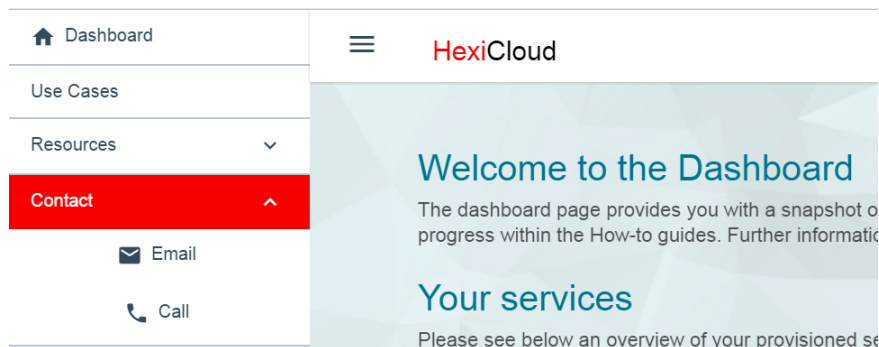 Dashboard
Use Cases
Resources
Contact
Email
Call
HexiCloud
Welcome to the Dashboard
The dashboard page provides you with a snapshot o
progress within the How-to guides. Further informatio
Your services
Please see below an overview of your provisioned se